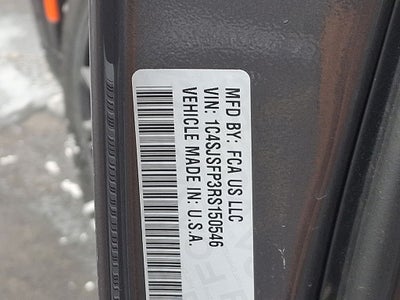 MFD BY: FCA US LLC
VIN: 1C4SJSFP3RS150546
VEHICLE MADE IN: U.S.A.